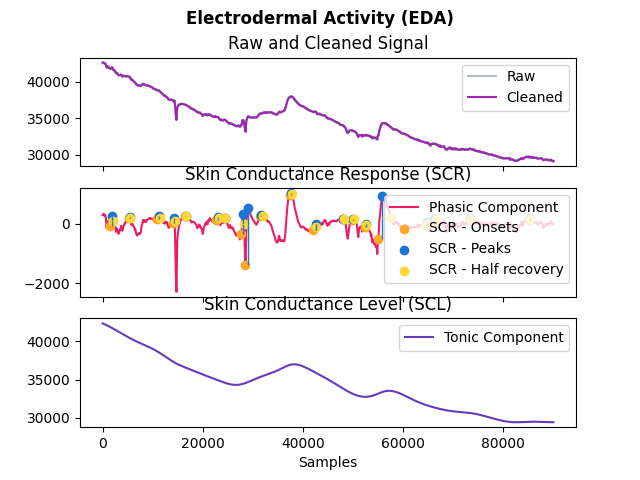 Electrodermal Activity (EDA)
Raw and Cleaned Signal
40000
35000
30000
Raw
Cleaned
Skin Conductance Response (SCR)
0
−2000
Phasic Component
SCR - Onsets
SCR - Peaks
SCR - Half recovery
Skin Conductance Level (SCL)
40000
35000
30000
Tonic Component
0
20000
40000
60000
80000
Samples